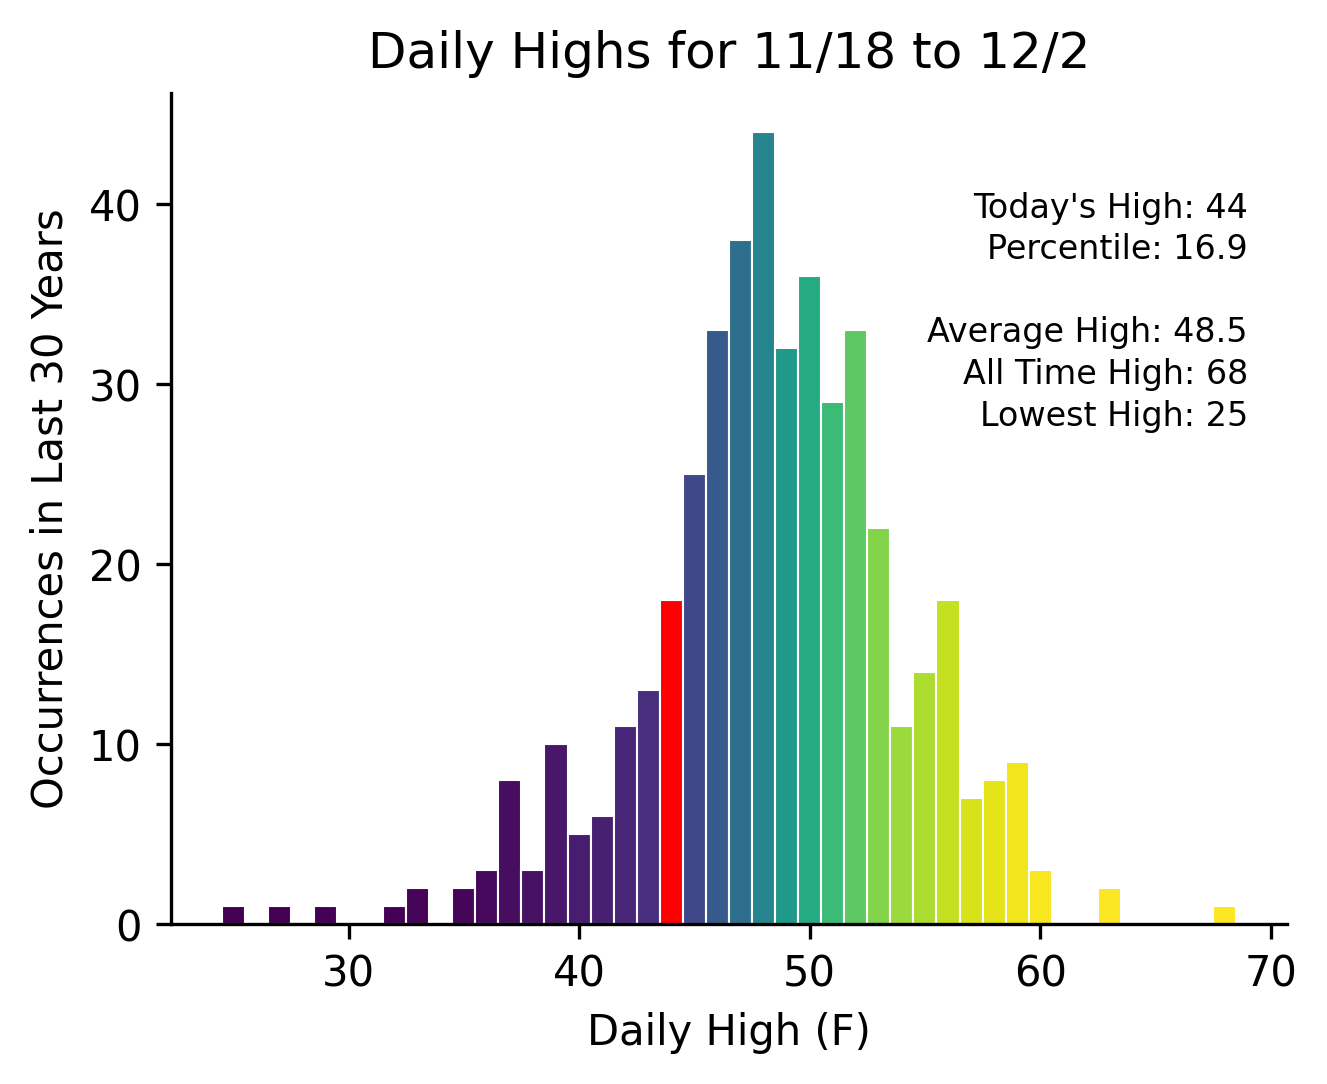 Daily Highs for 11/18 to 12/2
Occurrences in Last 30 Years
40
30
20
10
0
Today's High: 44
Percentile: 16.9
Average High: 48.5
All Time High: 68
Lowest High: 25
30 40 50 60 70
Daily High (F)